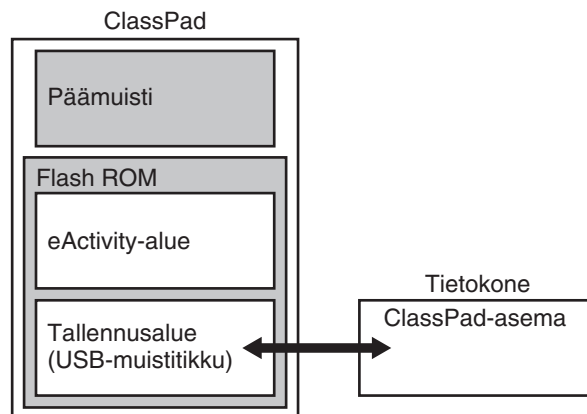 ClassPad
Päämuisti
Flash ROM
eActivity-alue
Tallennusalue
(USB-muistitikku)
Tietokone
ClassPad-asema